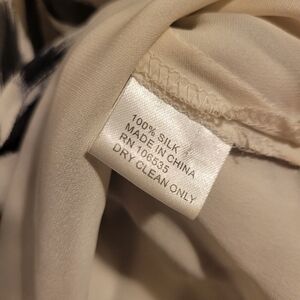 100% SILK
MADE IN CHINA
RN 106535
DRY CLEAN ONLY